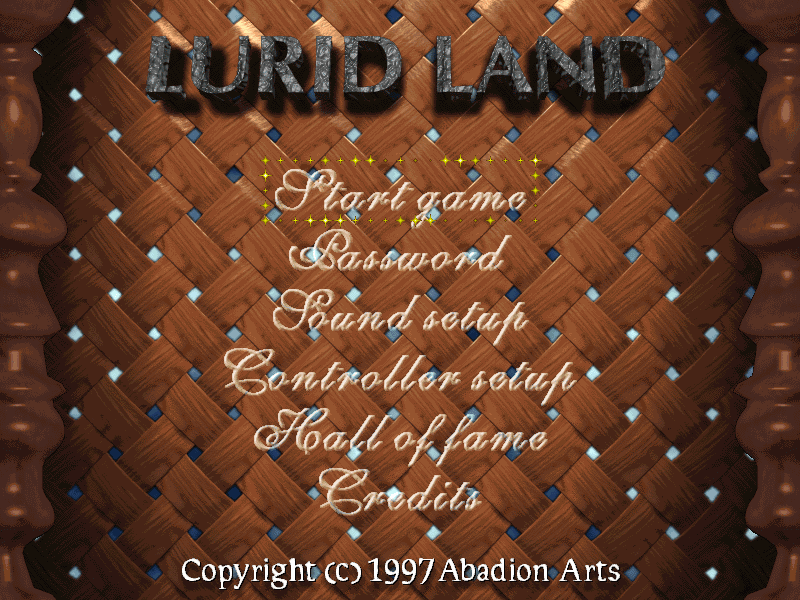 LURID LAND
Start game
Password
Sound setup
Controller setup
Hall of fame
Credits
Copyright (c) 1997 Abadion Arts